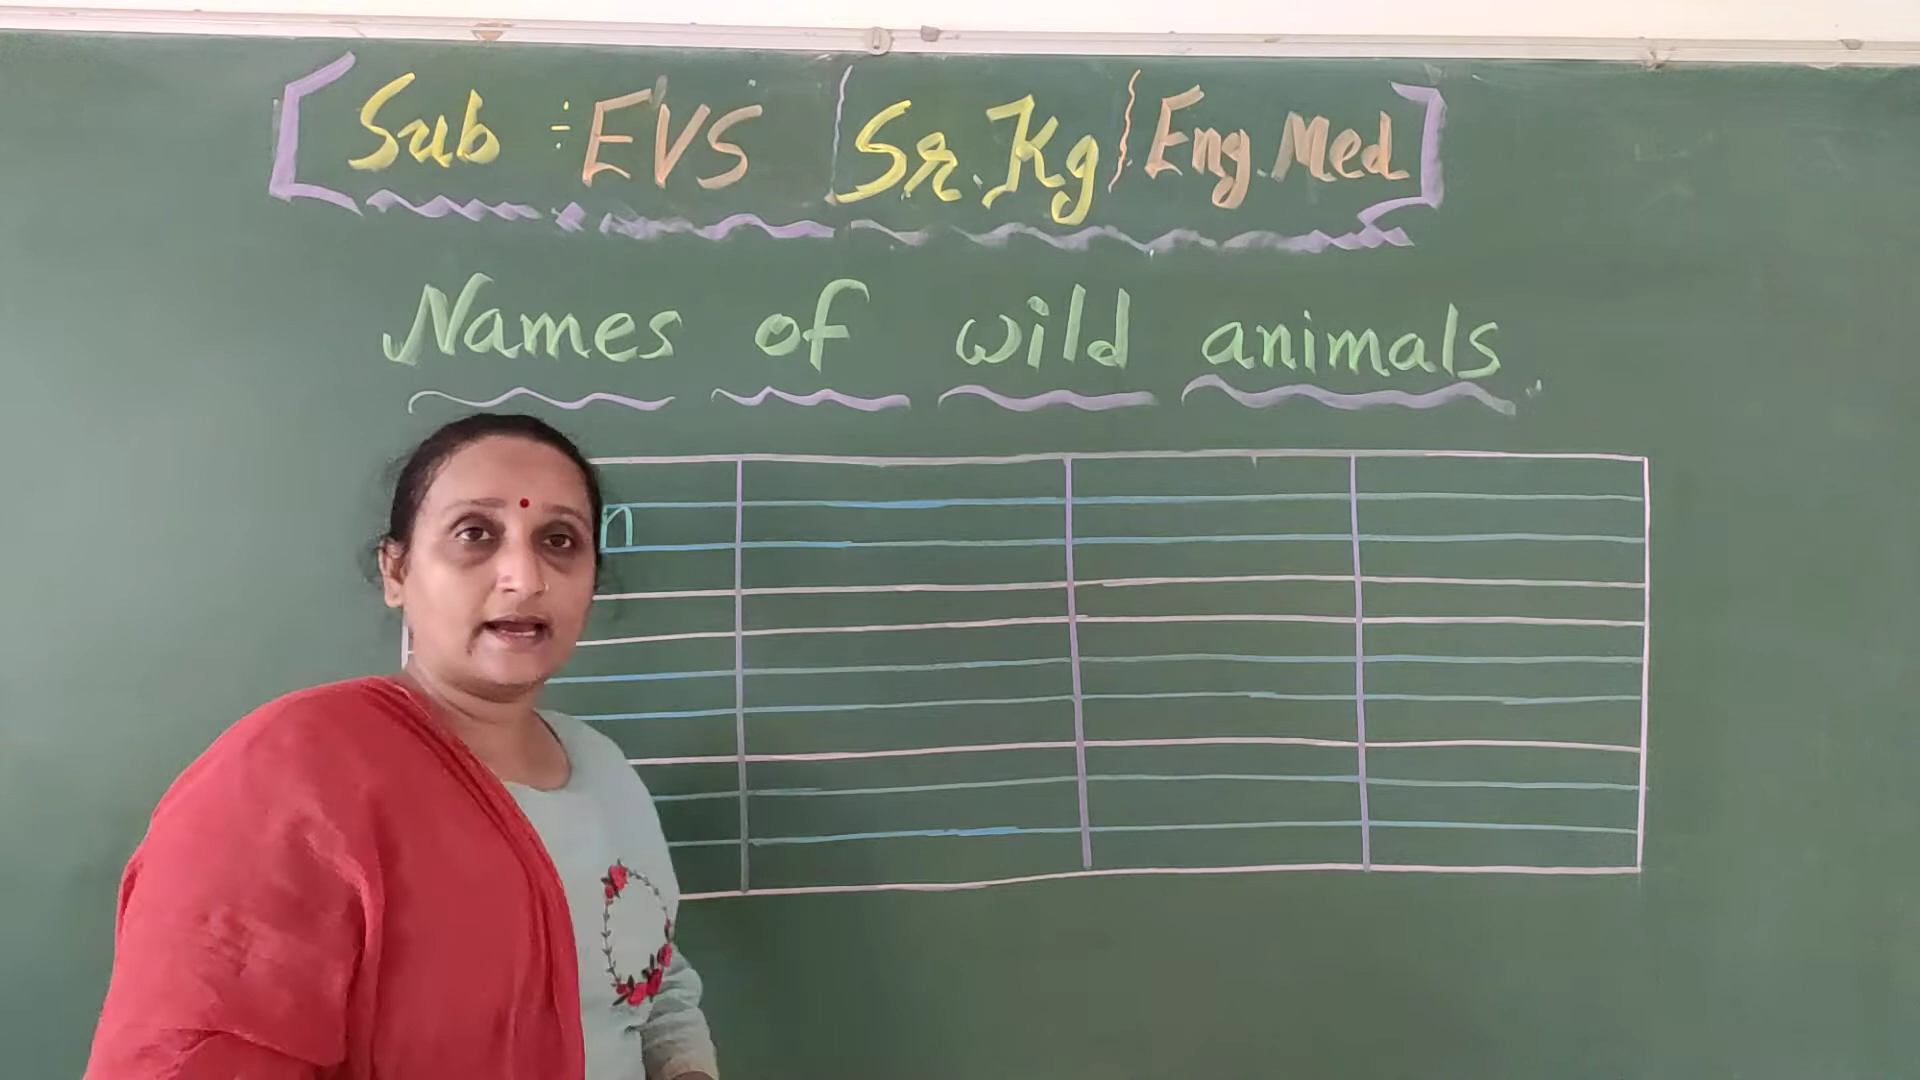 [Sub :- EVS | Sr. Kg | Eng. Med]
Names of wild animals
n